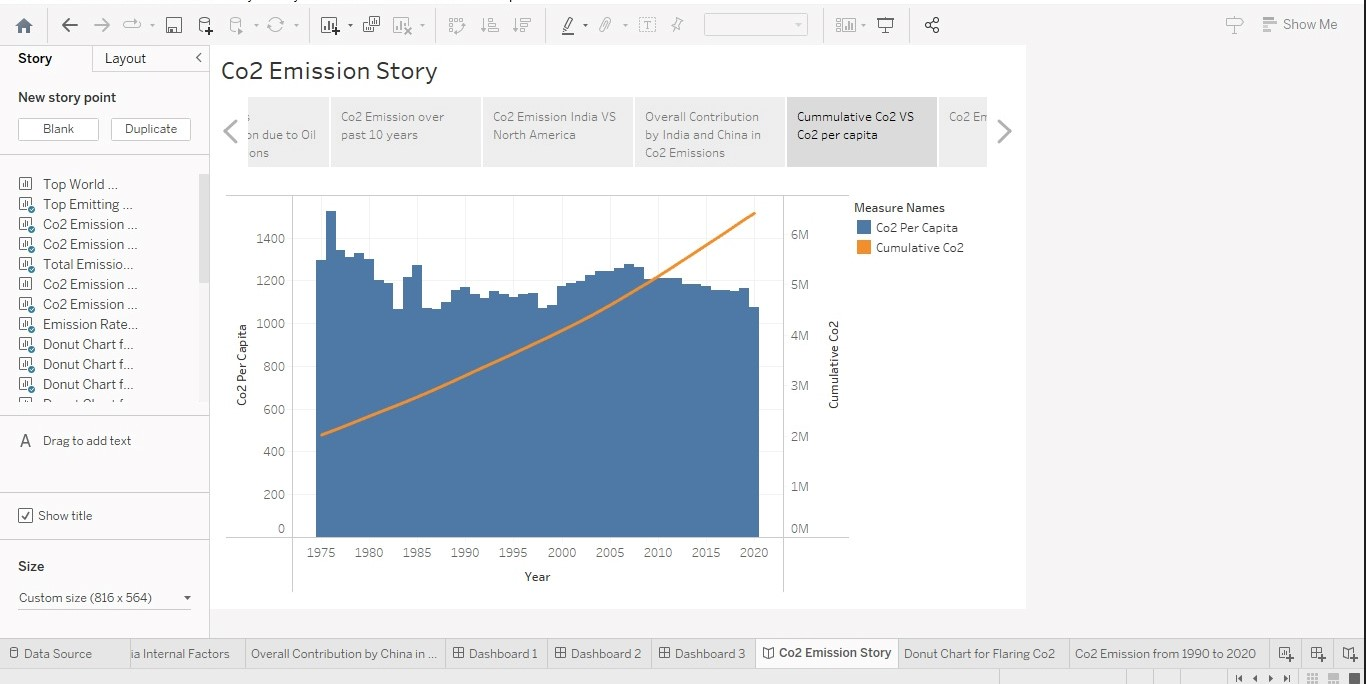 Show Me
Story
Layout
Co2 Emission Story
New story point
Blank
Duplicate
on due to Oil
ons
Co2 Emission over
past 10 years
Co2 Emission India VS
North America
Overall Contribution
by India and China in
Co2 Emissions
Cummulative Co2 VS
Co2 per capita
Co2 Em
Top World ...
Top Emitting ...
Co2 Emission ...
Co2 Emission ...
Total Emissio...
Co2 Emission ...
Co2 Emission ...
Emission Rate...
Donut Chart f...
Donut Chart f...
Donut Chart f...
A Drag to add text
Show title
Size
Custom size (816 x 564)
Co2 Per Capita
1400
1200
1000
800
600
400
200
0
6M
5M
4M
3M
2M
1M
0M
Cumulative Co2
1975 1980 1985 1990 1995 2000 2005 2010 2015 2020
Year
Measure Names
Co2 Per Capita
Cumulative Co2
Data Source
ia Internal Factors
Overall Contribution by China in ...
Dashboard 1
Dashboard 2
Dashboard 3
Co2 Emission Story
Donut Chart for Flaring Co2
Co2 Emission from 1990 to 2020